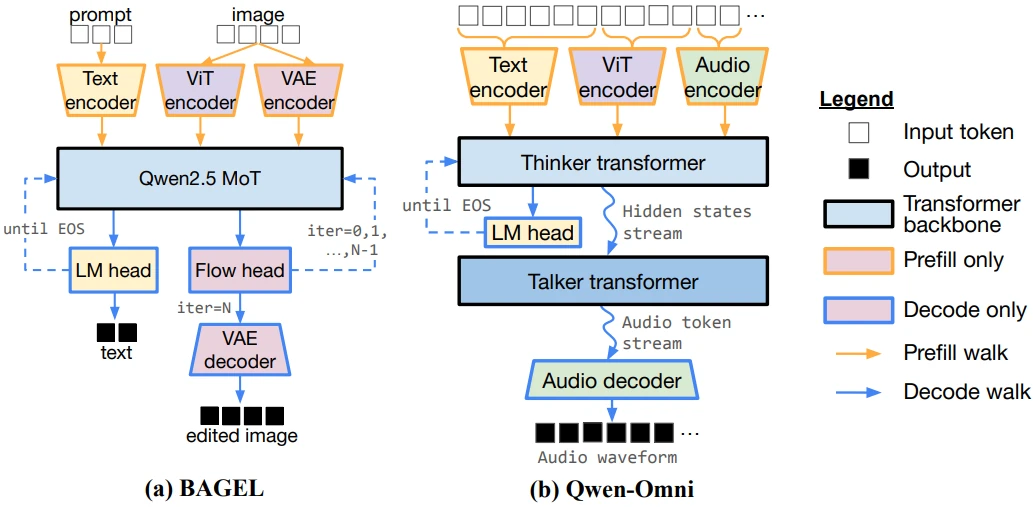 prompt
image
Text
encoder
ViT
encoder
VAE
encoder
Qwen2.5 MoT
until EOS
iter=0,1,
…,N-1
LM head
Flow head
iter=N
text
VAE
decoder
edited image
(a) BAGEL
...
Text
encoder
ViT
encoder
Audio
encoder
Thinker transformer
until EOS
Hidden states
stream
LM head
Talker transformer
Audio token
stream
Audio decoder
...
Audio waveform
(b) Qwen-Omni
Legend
Input token
Output
Transformer
backbone
Prefill only
Decode only
Prefill walk
Decode walk